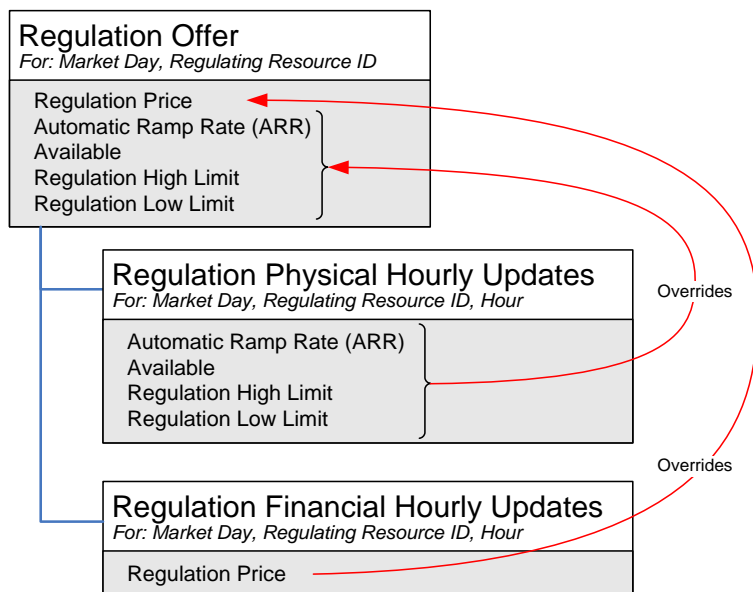 Regulation Offer
For: Market Day, Regulating Resource ID
Regulation Price
Automatic Ramp Rate (ARR)
Available
Regulation High Limit
Regulation Low Limit
Regulation Physical Hourly Updates
For: Market Day, Regulating Resource ID, Hour
Overrides
Automatic Ramp Rate (ARR)
Available
Regulation High Limit
Regulation Low Limit
Overrides
Regulation Financial Hourly Updates
For: Market Day, Regulating Resource ID, Hour
Regulation Price